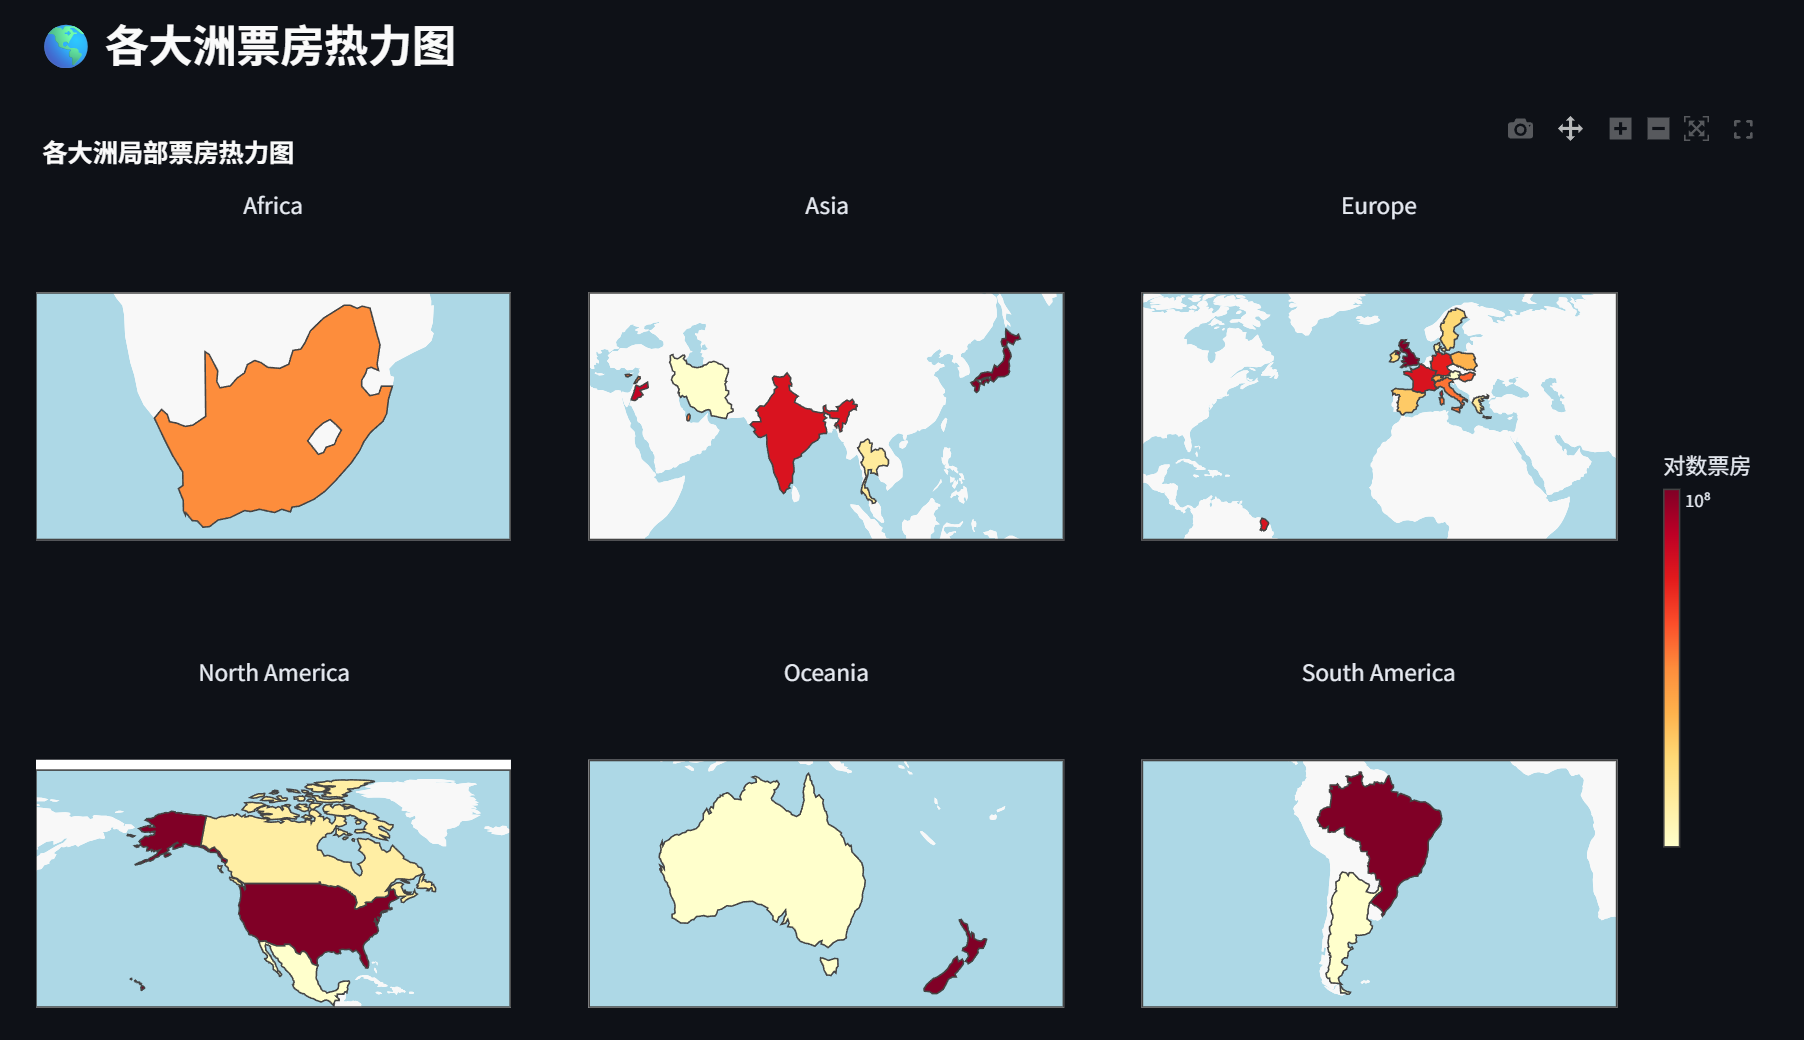 各大洲票房热力图
各大洲局部票房热力图
Africa
Asia
Europe
对数票房
10⁸
North America
Oceania
South America